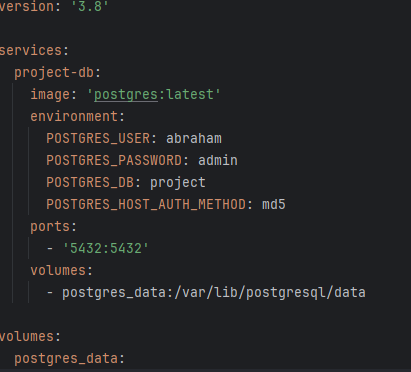 version: '3.8'
services:
project-db:
image: 'postgres:latest'
environment:
POSTGRES_USER: abraham
POSTGRES_PASSWORD: admin
POSTGRES_DB: project
POSTGRES_HOST_AUTH_METHOD: md5
ports:
- '5432:5432'
volumes:
- postgres_data:/var/lib/postgresql/data
volumes:
postgres_data: